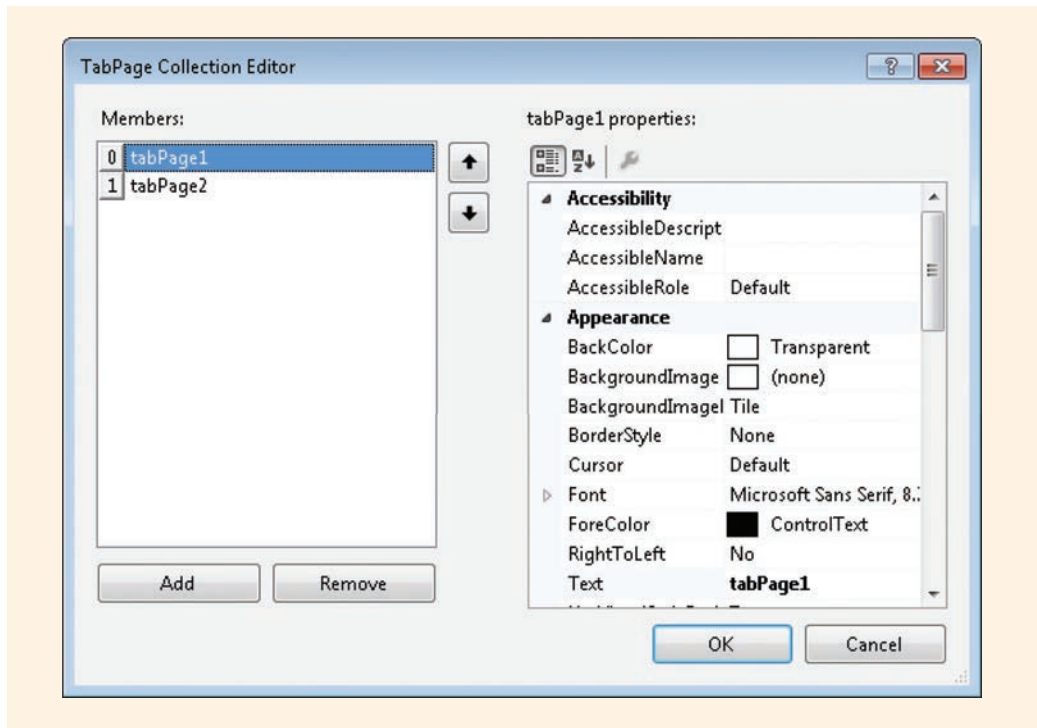 TabPage Collection Editor
Members:
0 tabPage1
1 tabPage2
Add Remove
tabPage1 properties:
Accessibility
AccessibleDescript
AccessibleName
AccessibleRole Default
Appearance
BackColor Transparent
BackgroundImage (none)
BackgroundImagel Tile
BorderStyle None
Cursor Default
Font Microsoft Sans Serif, 8.
ForeColor ControlText
RightToLeft No
Text tabPage1
OK Cancel